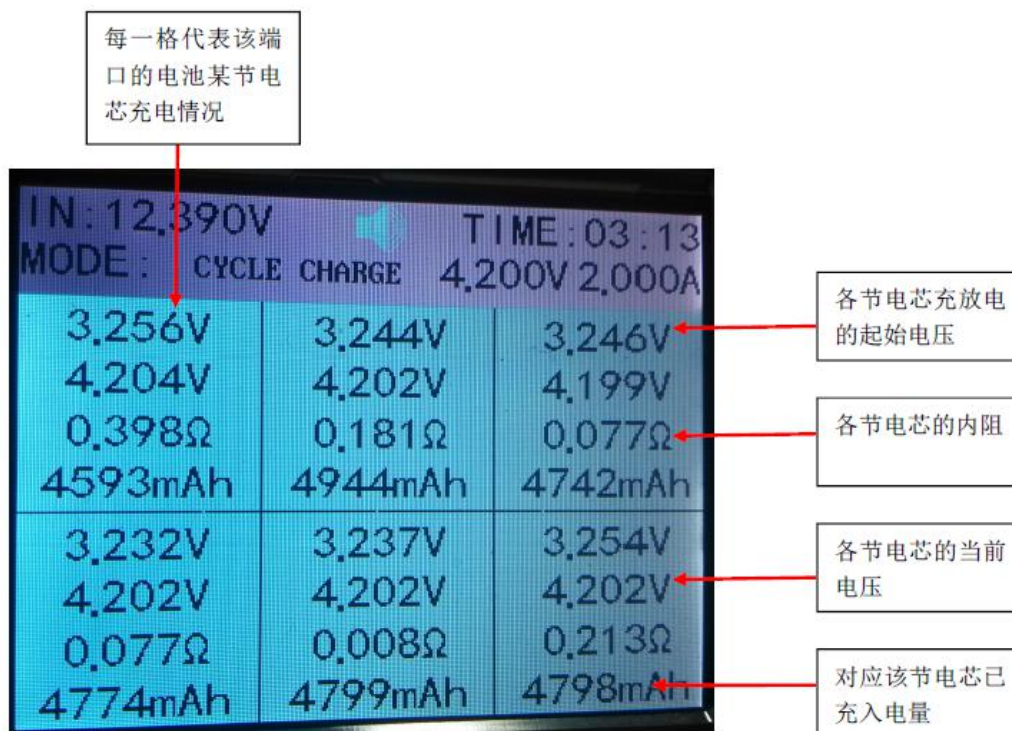 每一格代表该端
口的电池某节电
芯充电情况
IN:12.390V TIME:03:13
MODE: CYCLE CHARGE 4.200V 2.000A
3.256V 3.244V 3.246V
4.204V 4.202V 4.199V
0.398Ω 0.181Ω 0.077Ω
4593mAh 4944mAh 4742mAh
3.232V 3.237V 3.254V
4.202V 4.202V 4.202V
0.077Ω 0.008Ω 0.213Ω
4774mAh 4799mAh 4798mAh
各节电芯充放电
的起始电压
各节电芯的内阻
各节电芯的当前
电压
对应该节电芯已
充入电量